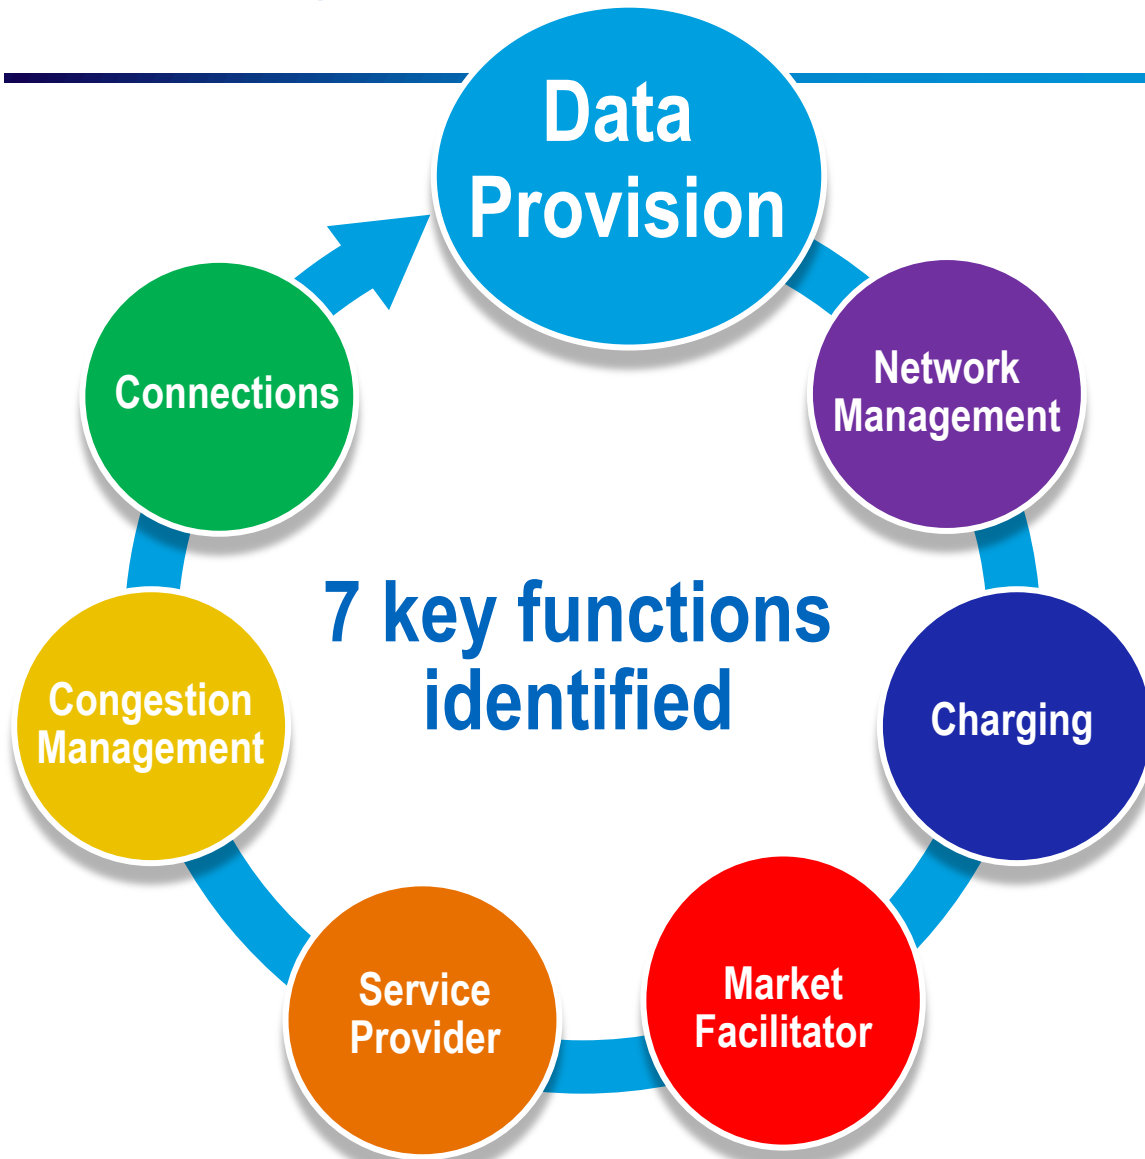 Data
Provision
Network
Management
Charging
Market
Facilitator
Service
Provider
Congestion
Management
Connections
7 key functions
identified